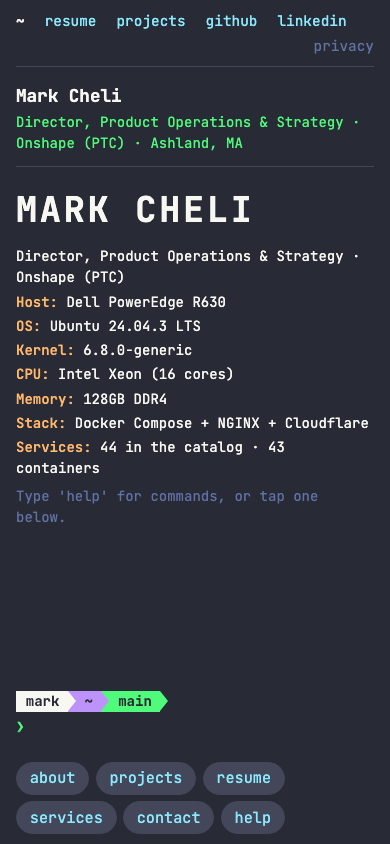 ~ resume projects github linkedin
privacy
Mark Cheli
Director, Product Operations & Strategy ·
Onshape (PTC) · Ashland, MA
MARK CHELI
Director, Product Operations & Strategy ·
Onshape (PTC)
Host: Dell PowerEdge R630
OS: Ubuntu 24.04.3 LTS
Kernel: 6.8.0-generic
CPU: Intel Xeon (16 cores)
Memory: 128GB DDR4
Stack: Docker Compose + NGINX + Cloudflare
Services: 44 in the catalog · 43
containers
Type 'help' for commands, or tap one
below.
mark ~ main
❯
about projects resume
services contact help